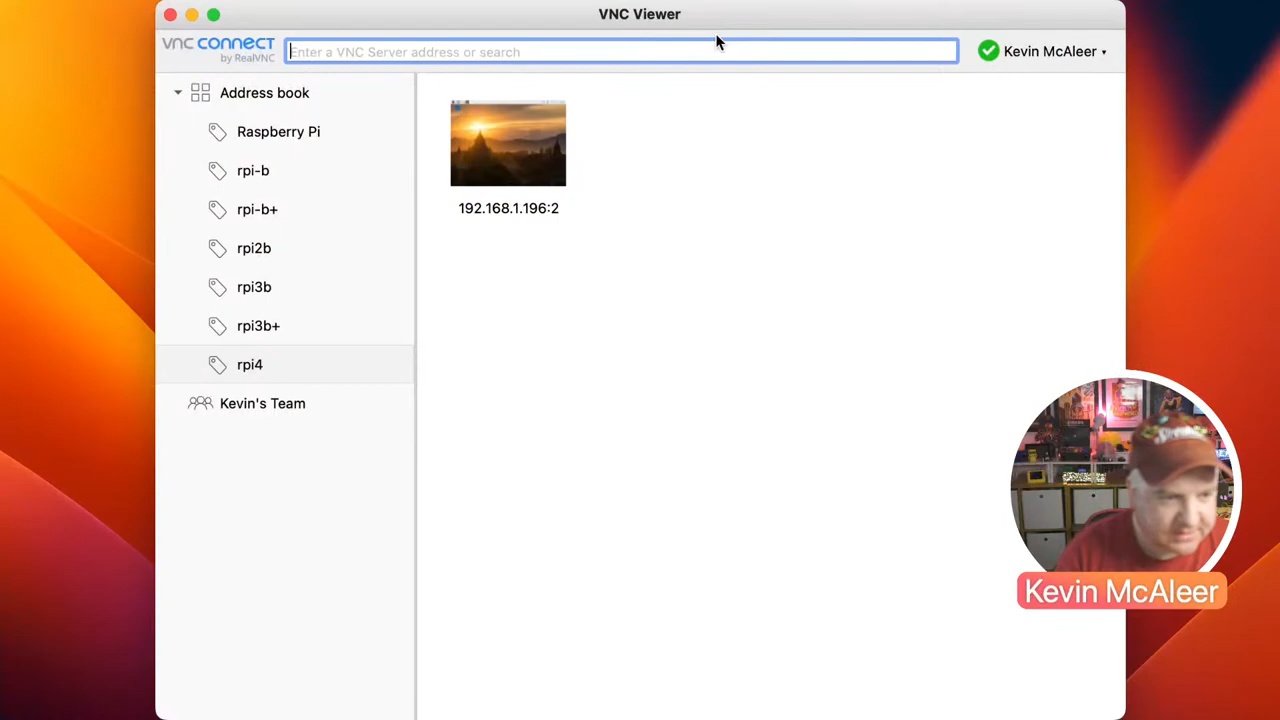 VNC Viewer
vnc connect
by RealVNC
Enter a VNC Server address or search
Kevin McAleer
Address book
Raspberry Pi
rpi-b
rpi-b+
rpi2b
rpi3b
rpi3b+
rpi4
Kevin's Team
192.168.1.196:2
Kevin McAleer